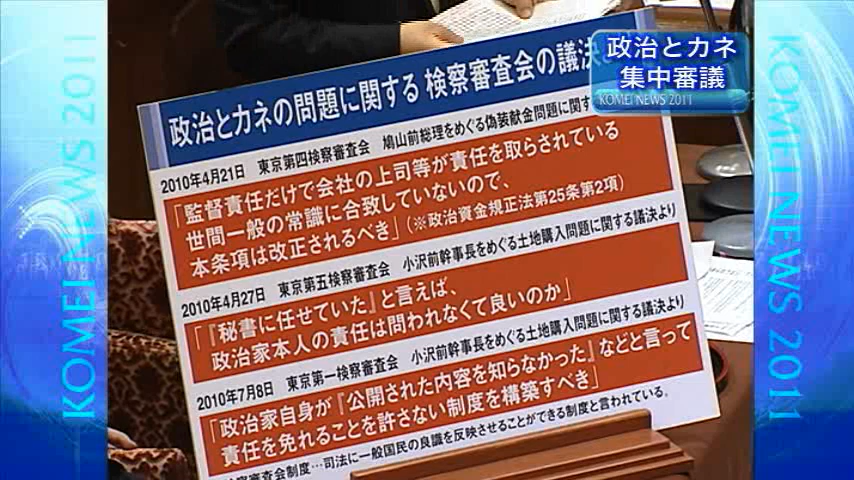 KOMEI NEWS 2011
政治とカネ
集中審議
KOMEI NEWS 2011
政治とカネの問題に関する 検察審査会の議決
2010年4月21日 東京第四検察審査会 鳩山前総理をめぐる偽装献金問題に関する
「監督責任だけで会社の上司等が責任を取らされている
世間一般の常識に合致していないので、
本条項は改正されるべき」(※政治資金規正法第25条第2項)
2010年4月27日 東京第五検察審査会 小沢前幹事長をめぐる土地購入問題に関する議決より
「『秘書に任せていた』と言えば、
政治家本人の責任は問われなくて良いのか」
2010年7月8日 東京第一検察審査会 小沢前幹事長をめぐる土地購入問題に関する議決より
「政治家自身が『公開された内容を知らなかった』などと言って
責任を免れることを許さない制度を構築すべき」
検察審査会制度…司法に一般国民の良識を反映させることができる制度と言われている。
KOMEI NEWS 2011